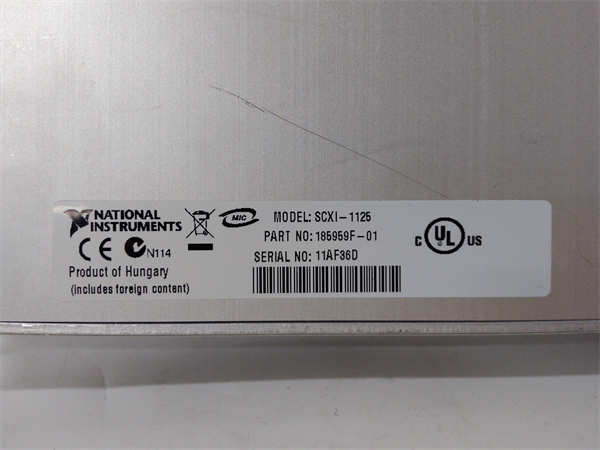 NATIONAL
INSTRUMENTS
MIC
MODEL: SCXI-1125
PART NO: 185959F-01
SERIAL NO: 11AF36D
CE N114
C UL US
Product of Hungary
(includes foreign content)